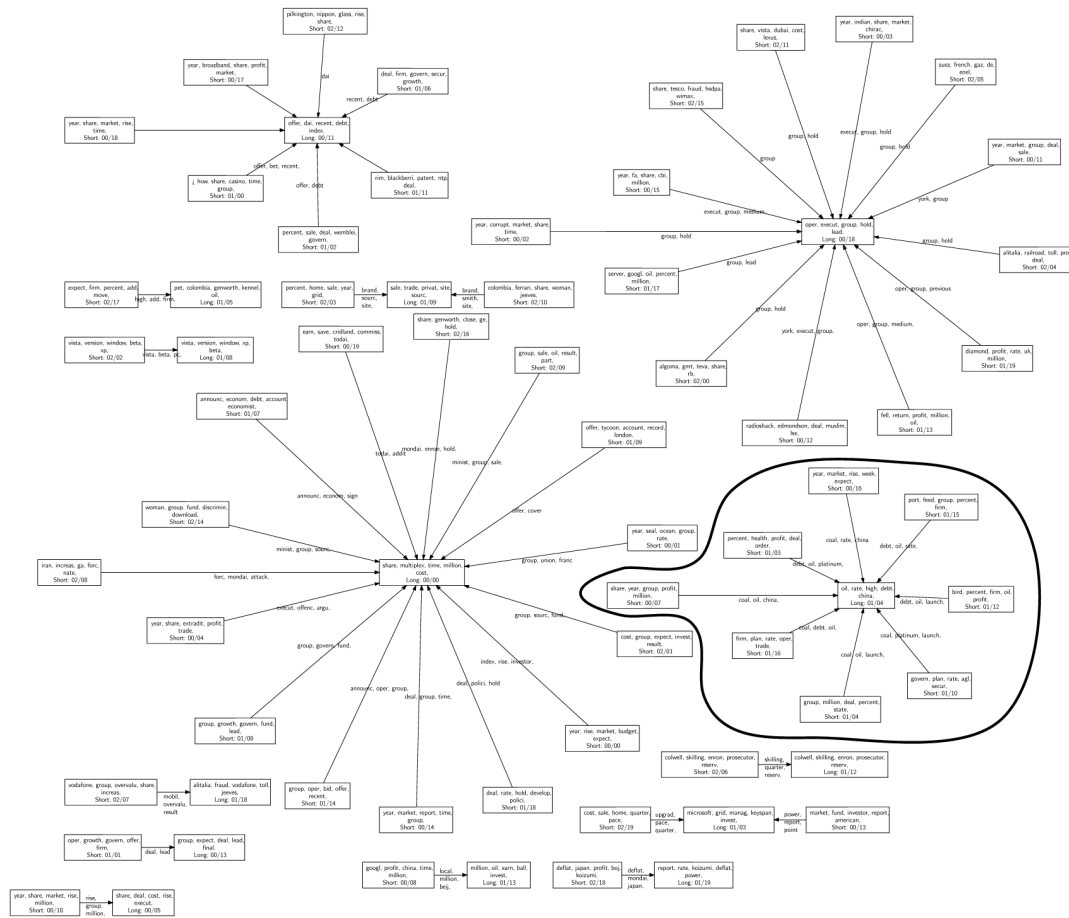 pilkington, nippon, glass, rise,
share,
Short: 02/12
dai
year, broadband, share, profit,
market,
Short: 00/17
deal, firm, govern, secur,
growth,
Short: 01/06
recent, debt,
year, share, market, rise,
time,
Short: 00/18
offer, dai, recent, debt,
index,
Long: 00/11
offer, bet, recent,
¿ how, share, casino, time,
group,
Short: 01/00
offer, debt
rim, blackberri, patent, ntp,
deal,
Short: 01/11
percent, sale, deal, wemblei,
govern,
Short: 01/02
share, vista, dubai, cost,
lexus,
Short: 02/11
year, indian, share, market,
chirac,
Short: 00/03
suez, french, gaz, de,
enel,
Short: 02/05
share, tesco, fraud, hsdpa,
wimax,
Short: 02/15
group, hold
execut, group, hold
group, hold
year, market, group, deal,
sale,
Short: 00/11
group
year, fa, share, cbi,
million,
Short: 00/15
execut, group, medium,
york, group
year, corrupt, market, share,
time,
Short: 00/02
group, hold
oper, execut, group, hold,
lead,
Long: 00/18
group, hold
alitalia, railroad, toll, pro
deal,
Short: 02/04
server, googl, oil, percent,
million,
Short: 01/17
group, lead
oper, group, previous
group, hold
york, execut, group,
oper, group, medium,
algoma, gmt, teva, share,
rb,
Short: 02/00
diamond, profit, rate, uk,
million,
Short: 01/19
radioshack, edmondson, deal, muslim,
lse,
Short: 00/12
fell, return, profit, million,
oil,
Short: 01/13
expect, firm, percent, add,
move,
Short: 02/17
high, add, firm,
pet, colombia, genworth, kennel,
oil,
Long: 01/05
percent, home, sale, year,
grid,
Short: 02/03
brand,
sourc,
site,
sale, trade, privat, site,
sourc,
Long: 01/09
brand,
smith,
site,
colombia, ferrari, share, woman,
jeeves,
Short: 02/10
vista, version, window, beta,
xp,
Short: 02/02
vista, beta, pc,
vista, version, window, xp,
beta,
Long: 01/08
earn, save, cridland, commiss,
todai,
Short: 00/19
share, genworth, close, ge,
hold,
Short: 02/16
group, sale, oil, result,
part,
Short: 02/09
announc, econom, debt, account
economist,
Short: 01/07
offer, tycoon, account, record,
london,
Short: 01/09
todai, addit
mondai, enron, hold,
minist, group, sale,
announc, econom, sign
offer, cover
woman, group, fund, discrimin,
download,
Short: 02/14
minist, group, sourc,
year, seal, ocean, group,
rate,
Short: 00/01
group, union, franc
iran, increas, ga, forc,
nate,
Short: 02/08
forc, mondai, attack,
share, multiplex, time, million,
cost,
Long: 00/00
execut, offenc, argu,
year, share, extradit, profit,
trade,
Short: 00/04
group, sourc, fund,
cost, group, expect, invest,
result,
Short: 02/01
group, govern, fund,
announc, oper, group,
deal, group, time,
deal, polici, hold
index, rise, investor,
group, growth, govern, fund,
lead,
Short: 01/08
year, rise, market, budget,
expect,
Short: 00/00
group, oper, bid, offer,
recent,
Short: 01/14
year, market, report, time,
group,
Short: 00/14
deal, rate, hold, develop,
polici,
Short: 01/18
year, market, rise, week,
expect,
Short: 00/16
port, feed, group, percent,
firm,
Short: 01/15
percent, health, profit, deal,
order,
Short: 01/03
coal, rate, china
debt, oil, rate,
debt, oil, platinum,
share, year, group, profit,
million,
Short: 00/07
coal, oil, china,
oil, rate, high, debt,
china,
Long: 01/04
debt, oil, launch,
bird, percent, firm, oil,
profit,
Short: 01/12
firm, plan, rate, oper,
trade,
Short: 01/16
coal, debt, oil,
coal, oil, launch,
coal, platinum, launch,
govern, plan, rate, agl,
secur,
Short: 01/10
group, million, deal, percent,
state,
Short: 01/04
colwell, skilling, enron, prosecutor,
reserv,
Short: 02/06
skilling,
quarter,
reserv,
colwell, skilling, enron, prosecutor,
reserv,
Long: 01/12
vodafone, group, overvalu, share,
increas,
Short: 02/07
mobil,
overvalu,
result
alitalia, fraud, vodafone, toll,
jeeves,
Long: 01/18
cost, sale, home, quarter,
pace,
Short: 02/19
upgrad,
pace,
quarter,
microsoft, grid, manag, keyspan,
invest,
Long: 01/03
power,
report,
point
market, fund, investor, report,
american,
Short: 00/13
oper, growth, govern, offer,
firm,
Short: 01/01
deal, lead
group, expect, deal, lead,
final,
Long: 00/13
googl, profit, china, time,
million,
Short: 00/08
local,
million,
beij,
million, oil, earn, ball,
invest,
Long: 01/13
deflat, japan, profit, boj,
koizumi,
Short: 02/18
deflat,
mondai,
japan,
report, rate, koizumi, deflat,
power,
Long: 01/19
year, share, market, rise,
million,
Short: 00/10
rise,
group,
million,
share, deal, cost, rise,
execut,
Long: 00/05